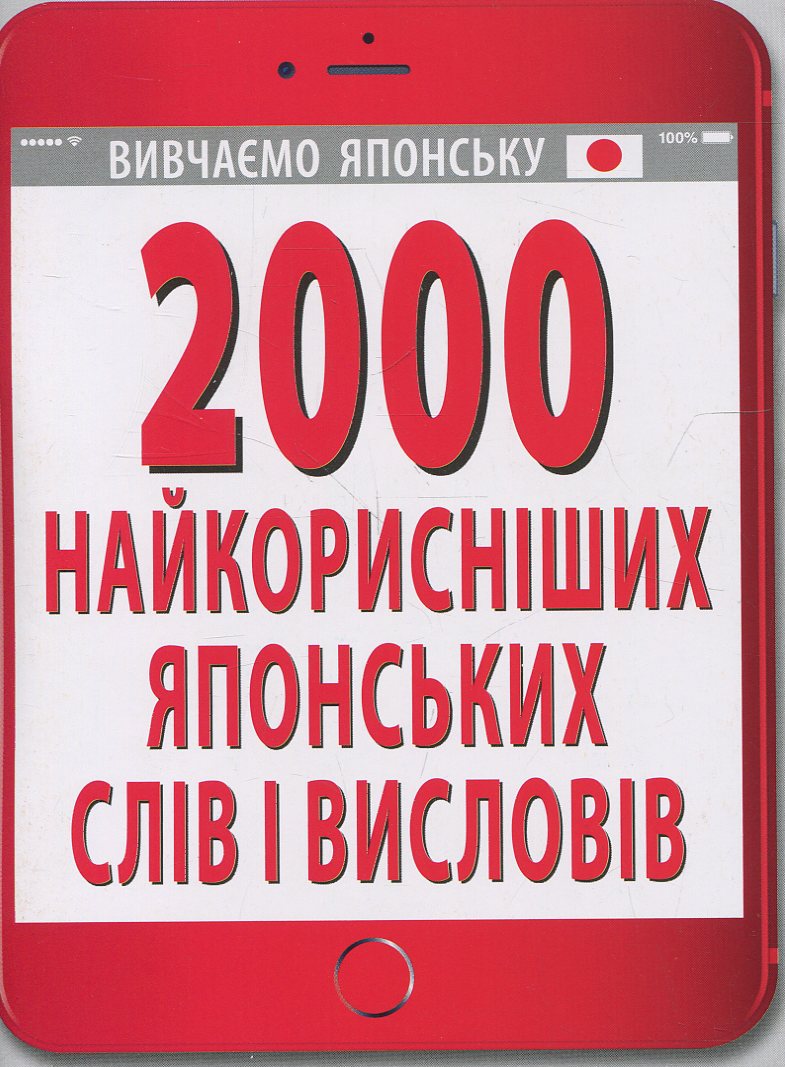 ВИВЧАЄМО ЯПОНСЬКУ
100%
2000
НАЙКОРИСНІШИХ
ЯПОНСЬКИХ
СЛІВ І ВИСЛОВІВ